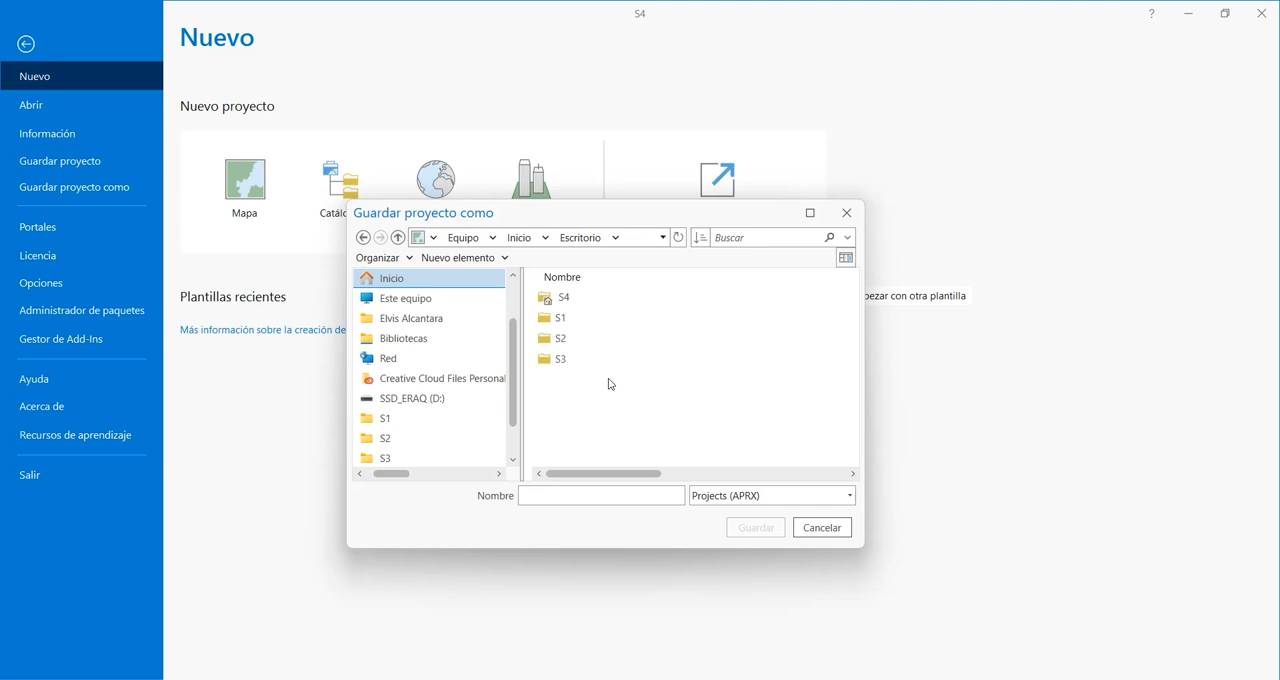 S4
?
Nuevo
Nuevo
Abrir
Información
Guardar proyecto
Guardar proyecto como
Portales
Licencia
Opciones
Administrador de paquetes
Gestor de Add-Ins
Ayuda
Acerca de
Recursos de aprendizaje
Salir
Nuevo proyecto
Mapa
Catálo
Plantillas recientes
Más información sobre la creación de
pezar con otra plantilla
Guardar proyecto como
Equipo Inicio Escritorio
Buscar
Organizar Nuevo elemento
Inicio
Este equipo
Elvis Alcantara
Bibliotecas
Red
Creative Cloud Files Personal
SSD_ERAQ (D:)
S1
S2
S3
Nombre
S4
S1
S2
S3
Nombre
Projects (APRX)
Guardar
Cancelar